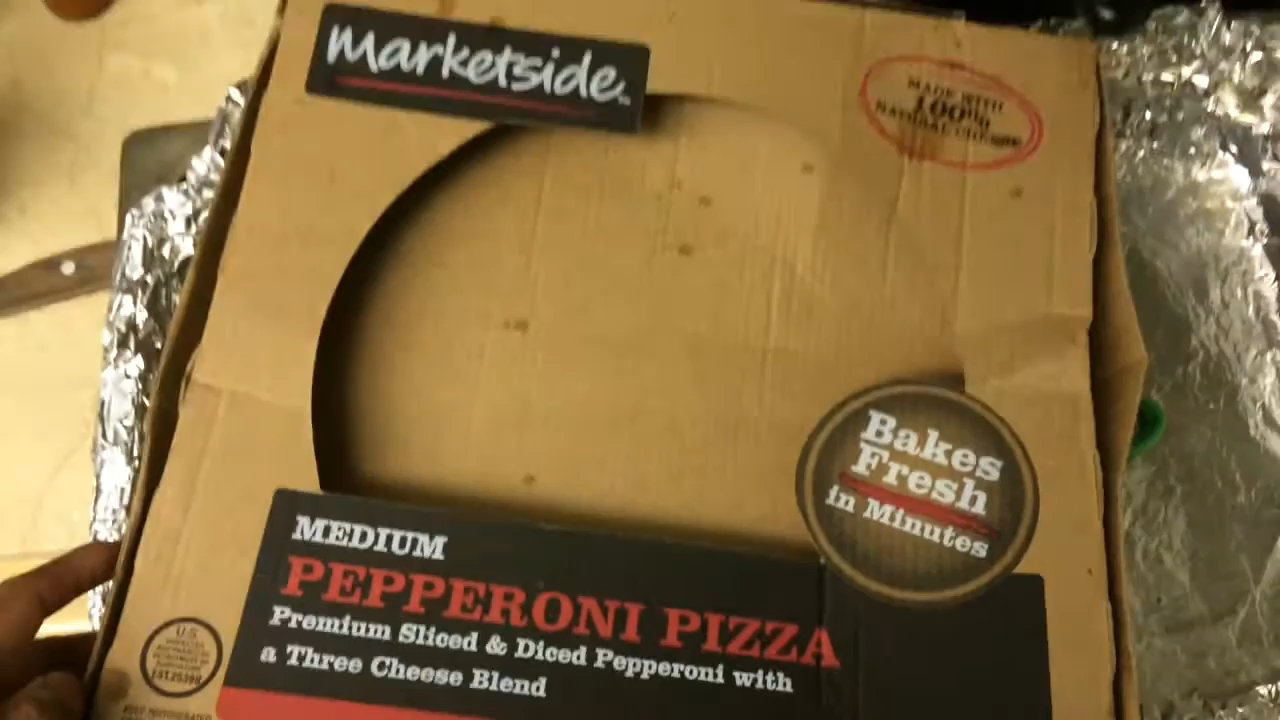 Marketside
MADE WITH
100%
NATURAL CHEESE
Bakes
Fresh
in Minutes
MEDIUM
PEPPERONI PIZZA
Premium Sliced & Diced Pepperoni with
a Three Cheese Blend
U.S.